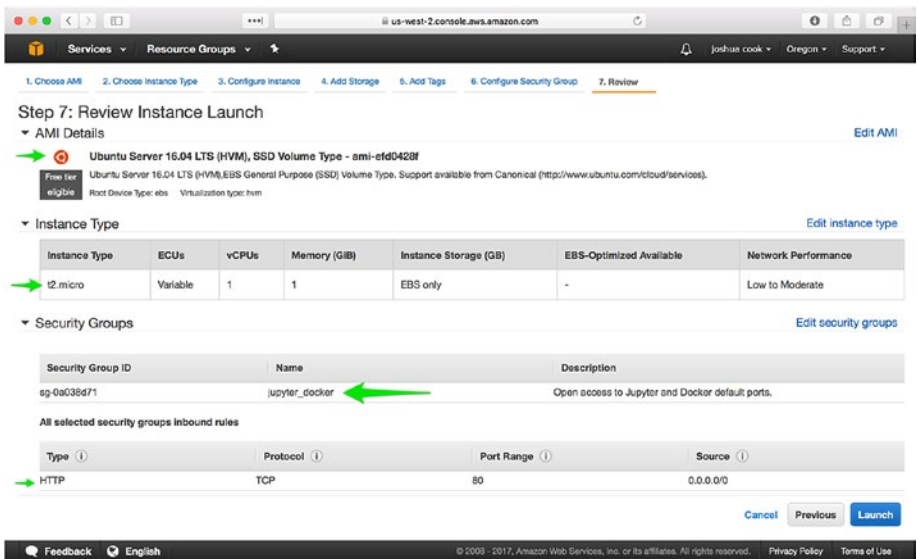 us-west-2.console.aws.amazon.com
Services Resource Groups joshua cook Oregon Support
1. Choose AMI 2. Choose Instance Type 3. Configure Instance 4. Add Storage 5. Add Tags 6. Configure Security Group 7. Review
Step 7: Review Instance Launch
AMI Details Edit AMI
Ubuntu Server 16.04 LTS (HVM), SSD Volume Type - ami-efd0428f
Free tier eligible
Ubuntu Server 16.04 LTS (HVM),EBS General Purpose (SSD) Volume Type. Support available from Canonical (http://www.ubuntu.com/cloud/services).
Root Device Type: ebs Virtualization type: hvm
Instance Type Edit instance type
Instance Type ECUs vCPUs Memory (GiB) Instance Storage (GB) EBS-Optimized Available Network Performance
t2.micro Variable 1 1 EBS only - Low to Moderate
Security Groups Edit security groups
Security Group ID Name Description
sg-0a038d71 jupyter_docker Open access to Jupyter and Docker default ports.
All selected security groups inbound rules
Type Protocol Port Range Source
HTTP TCP 80 0.0.0.0/0
Cancel Previous Launch
Feedback English © 2008 - 2017, Amazon Web Services, Inc. or its affiliates. All rights reserved. Privacy Policy Terms of Use